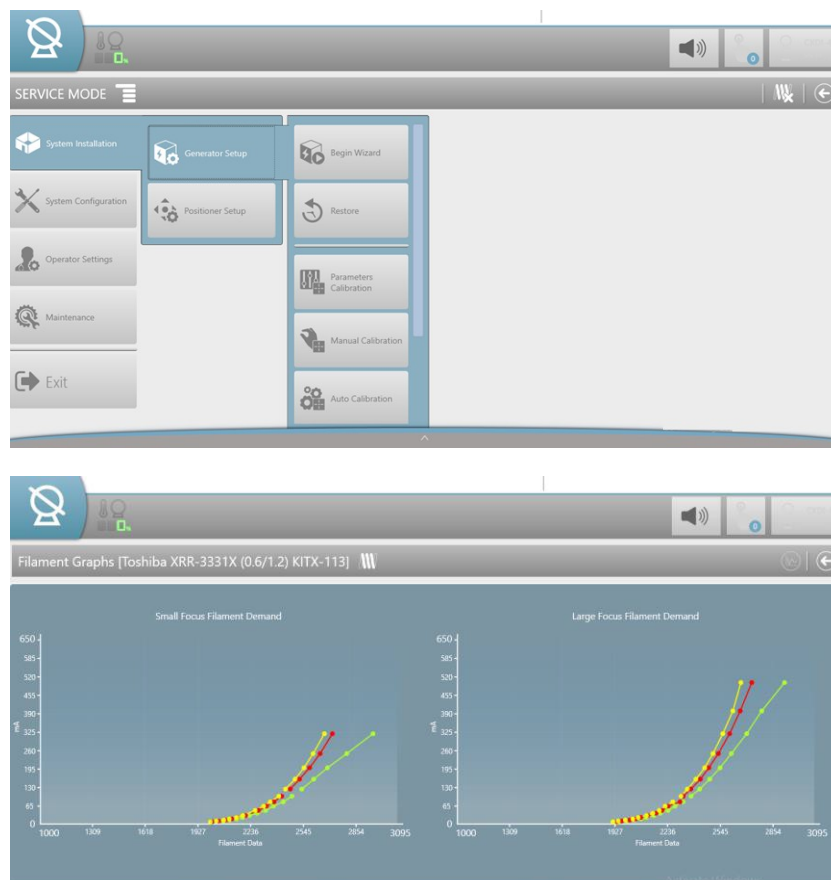 0%
0
SERVICE MODE
System Installation
Generator Setup
Begin Wizard
System Configuration
Positioner Setup
Restore
Operator Settings
Parameters
Calibration
Maintenance
Manual Calibration
Exit
Auto Calibration
0%
0
Filament Graphs [Toshiba XRR-3331X (0.6/1.2) KITX-113]
Small Focus Filament Demand
650
585
520
455
390
325
260
195
130
65
0
mA
1000 1309 1618 1927 2236 2545 2854 3095
Filament Data
Large Focus Filament Demand
650
585
520
455
390
325
260
195
130
65
0
mA
1000 1309 1618 1927 2236 2545 2854 3095
Filament Data